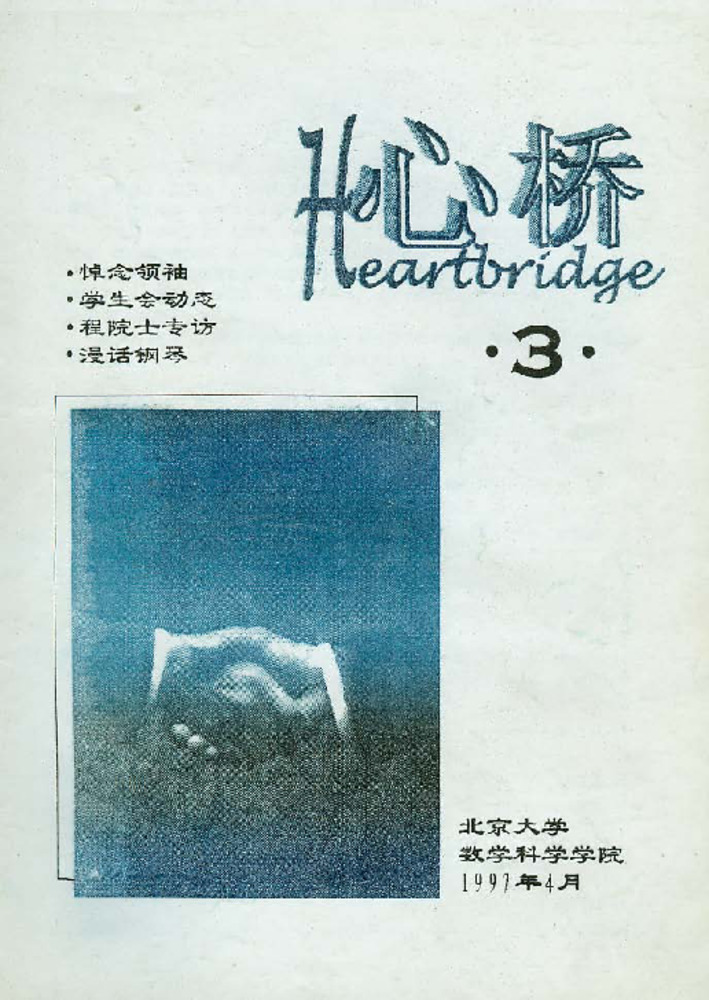 心桥
Heartbridge
·3·
·悼念领袖
·学生会动态
·程院士专访
·漫话钢琴
北京大学
数学科学学院
1997年4月